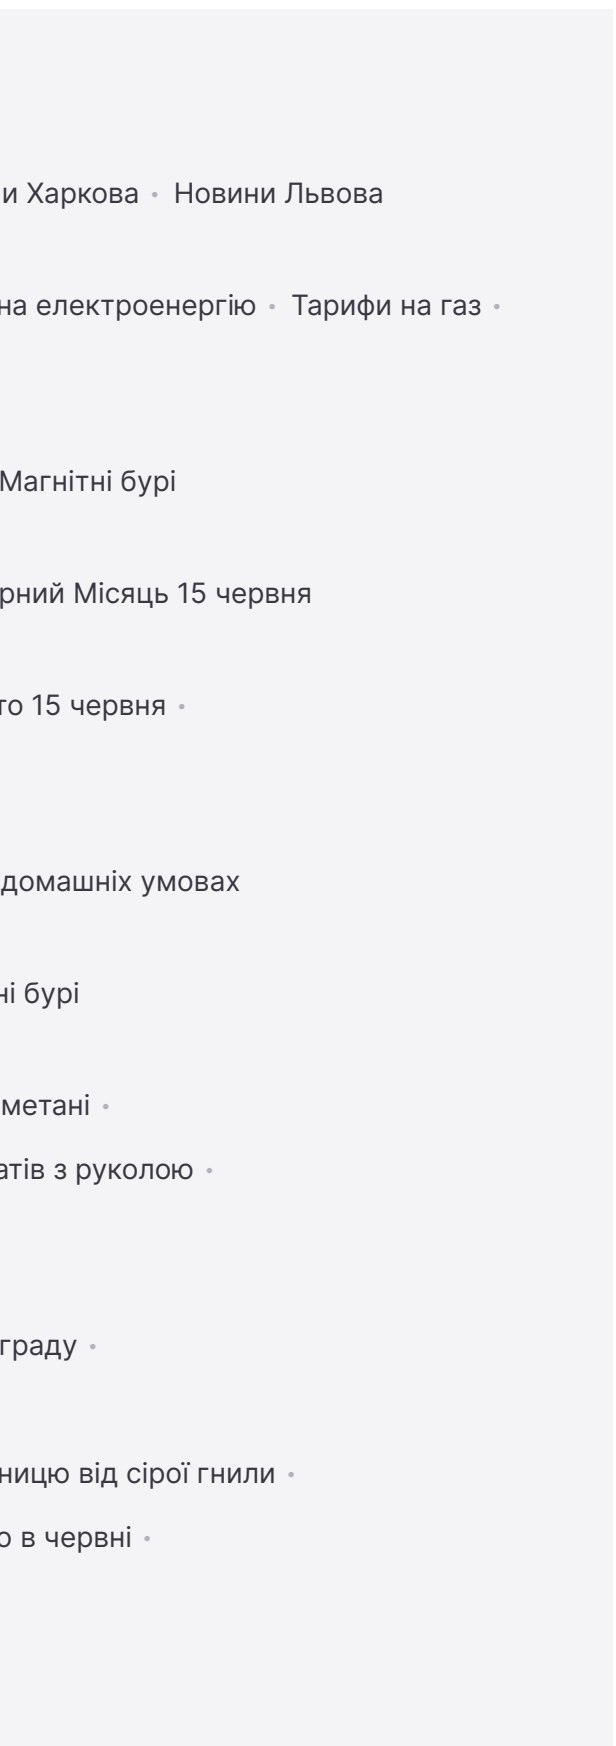 и Харкова • Новини Львова
на електроенергію • Тарифи на газ •
Магнітні бурі
рний Місяць 15 червня
то 15 червня •
домашніх умовах
ні бурі
метані •
атів з руколою •
граду •
ницю від сірої гнили •
о в червні •